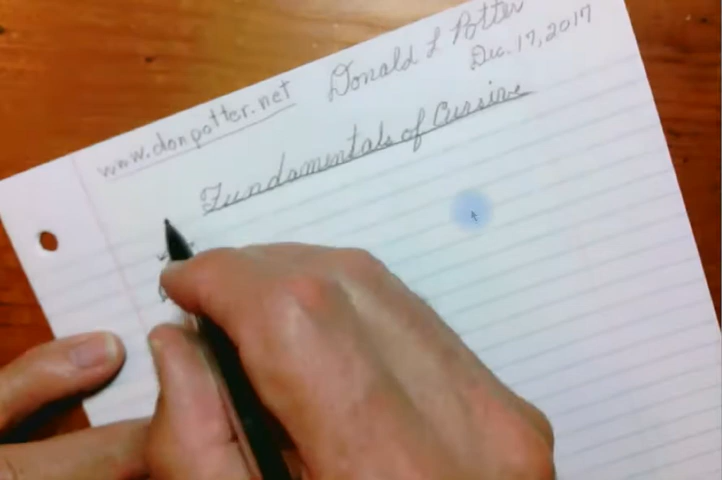 www.donpotter.net
Donald L Potter
Dec. 17, 2017
Fundamentals of Cursive